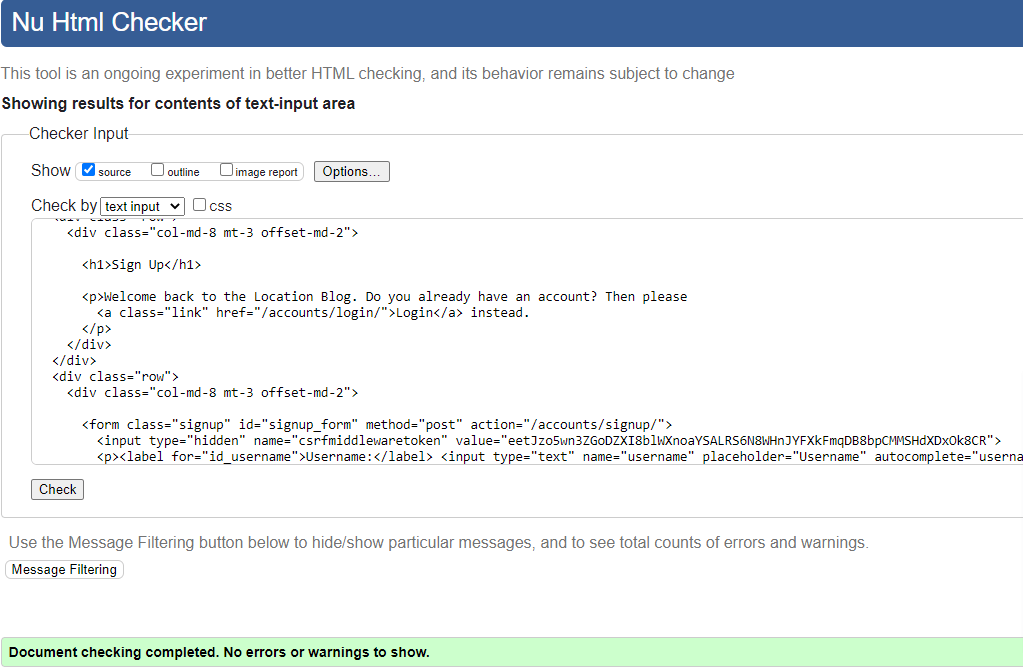 Nu Html Checker
This tool is an ongoing experiment in better HTML checking, and its behavior remains subject to change
Showing results for contents of text-input area
Checker Input
Show source outline image report Options...
Check by text input css
<div class="row">
<div class="col-md-8 mt-3 offset-md-2">
<h1>Sign Up</h1>
<p>Welcome back to the Location Blog. Do you already have an account? Then please
<a class="link" href="/accounts/login/">Login</a> instead.
</p>
</div>
</div>
<div class="row">
<div class="col-md-8 mt-3 offset-md-2">
<form class="signup" id="signup_form" method="post" action="/accounts/signup/">
<input type="hidden" name="csrfmiddlewaretoken" value="eetJzo5wn3ZGoDZXI8blWXnoaYSALRS6N8WHnJYFXkFmqDB8bpCMMSHdXDxOk8CR">
<p><label for="id_username">Username:</label> <input type="text" name="username" placeholder="Username" autocomplete="userna
Check
Use the Message Filtering button below to hide/show particular messages, and to see total counts of errors and warnings.
Message Filtering
Document checking completed. No errors or warnings to show.